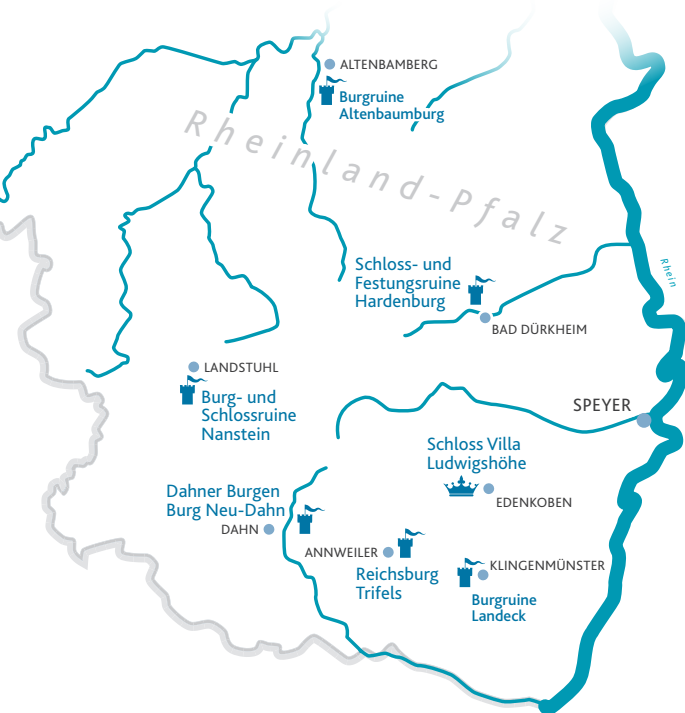 ALTENBAMBERG
Burgruine
Altenbaumburg
Rheinland-Pfalz
Schloss- und
Festungsruine
Hardenburg
Rhein
BAD DÜRKHEIM
LANDSTUHL
Burg- und
Schlossruine
Nanstein
SPEYER
Schloss Villa
Ludwigshöhe
EDENKOBEN
Dahner Burgen
Burg Neu-Dahn
DAHN
ANNWEILER
Reichsburg
Trifels
KLINGENMÜNSTER
Burgruine
Landeck